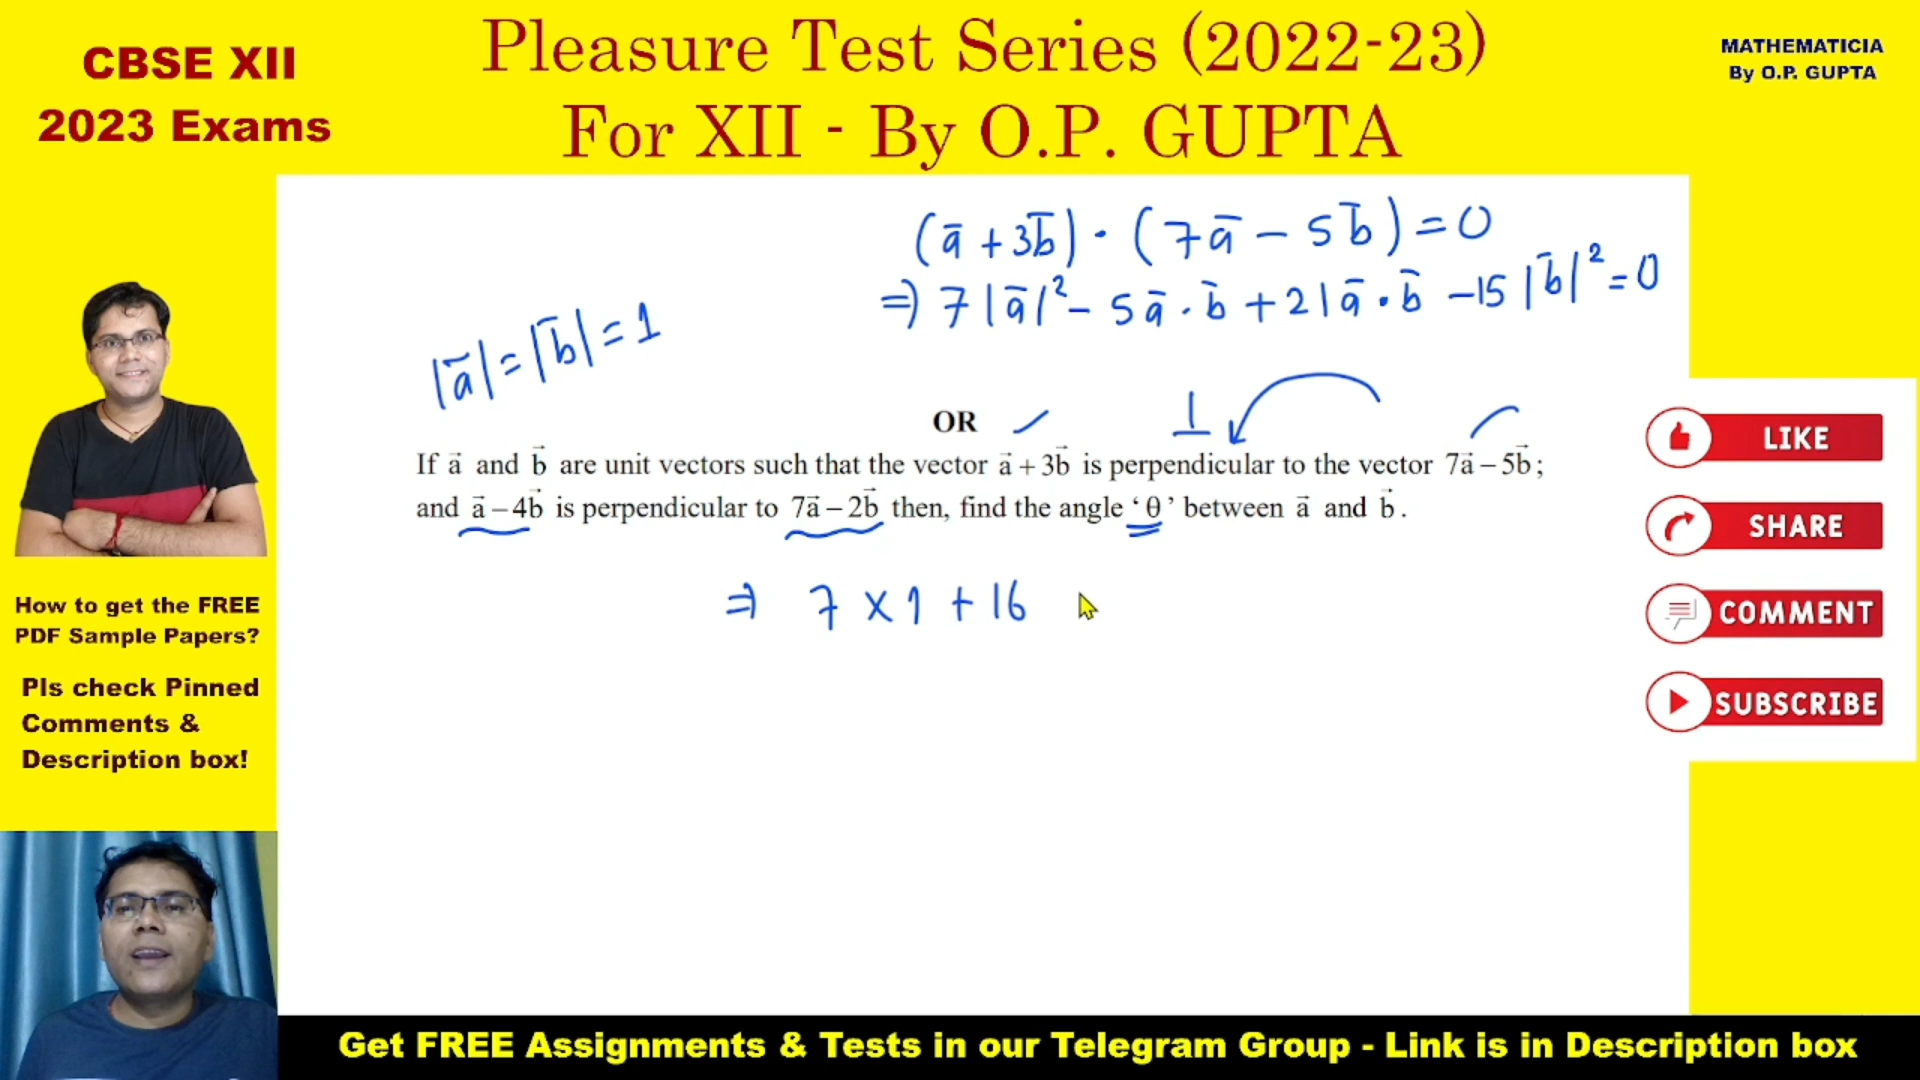 CBSE XII
2023 Exams
Pleasure Test Series (2022-23)
For XII - By O.P. GUPTA
MATHEMATICIA
By O.P. GUPTA
(a̅ + 3b̅) · (7a̅ − 5b̅) = 0
⇒ 7|a̅|² − 5a̅ · b̅ + 21a̅ · b̅ − 15|b̅|² = 0
|a̅| = |b̅| = 1
OR
⊥
If a⃗ and b⃗ are unit vectors such that the vector a⃗ + 3b⃗ is perpendicular to the vector 7a⃗ − 5b⃗;
and a⃗ − 4b⃗ is perpendicular to 7a⃗ − 2b⃗ then, find the angle ‘θ’ between a⃗ and b⃗.
⇒ 7 × 1 + 16
How to get the FREE
PDF Sample Papers?
Pls check Pinned
Comments &
Description box!
LIKE
SHARE
COMMENT
SUBSCRIBE
Get FREE Assignments & Tests in our Telegram Group - Link is in Description box